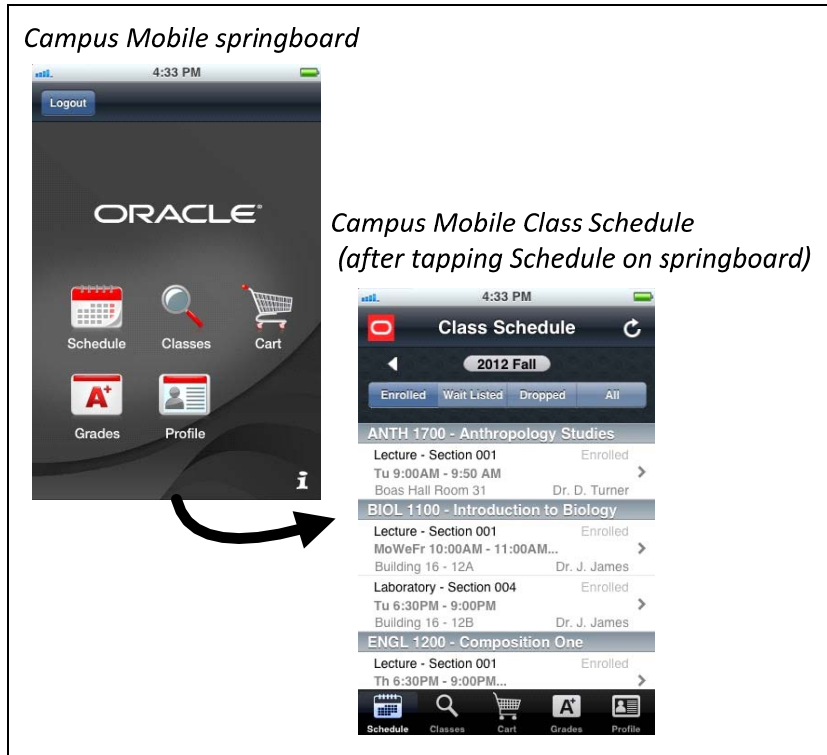 Campus Mobile springboard
4:33 PM
Logout
ORACLE®
Schedule Classes Cart
A+
Grades Profile
i
Campus Mobile Class Schedule
(after tapping Schedule on springboard)
4:33 PM
Class Schedule
2012 Fall
Enrolled Wait Listed Dropped All
ANTH 1700 - Anthropology Studies
Lecture - Section 001 Enrolled
Tu 9:00AM - 9:50 AM
Boas Hall Room 31 Dr. D. Turner
BIOL 1100 - Introduction to Biology
Lecture - Section 001 Enrolled
MoWeFr 10:00AM - 11:00AM...
Building 16 - 12A Dr. J. James
Laboratory - Section 004 Enrolled
Tu 6:30PM - 9:00PM
Building 16 - 12B Dr. J. James
ENGL 1200 - Composition One
Lecture - Section 001 Enrolled
Th 6:30PM - 9:00PM...
A+
Schedule Classes Cart Grades Profile